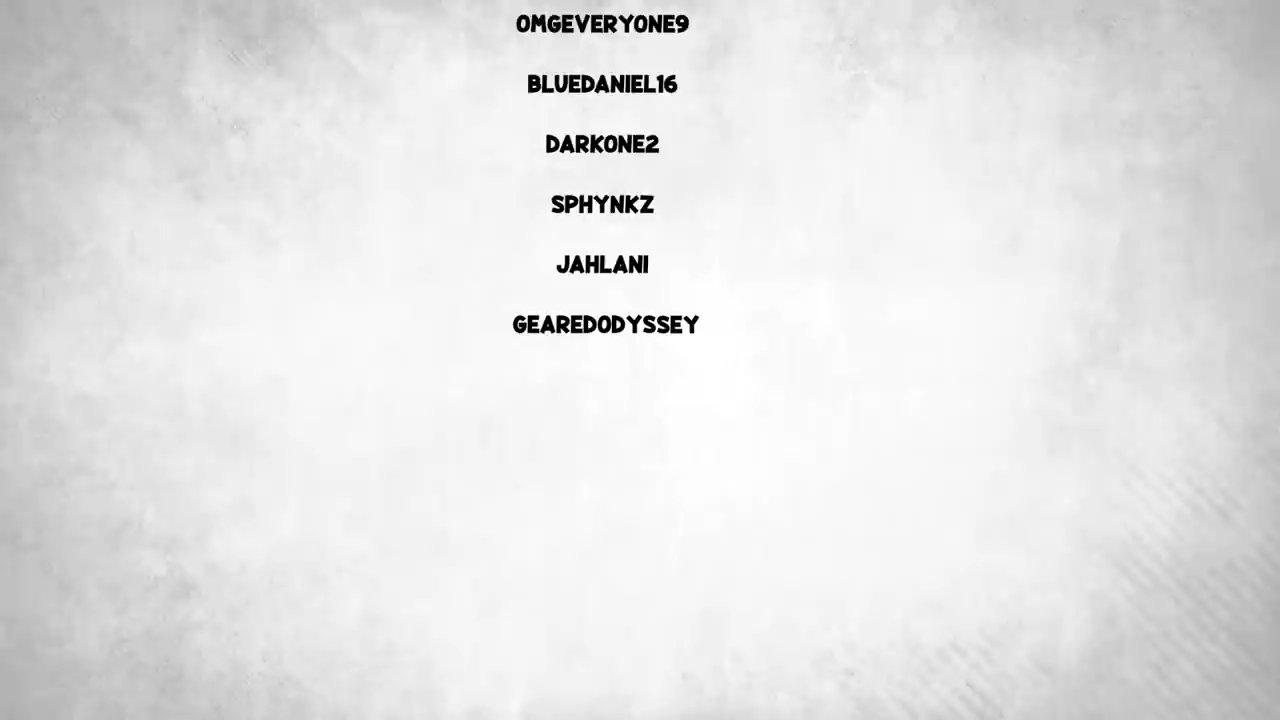 OMGEVERYONE9
BLUEDANIEL16
DARKONE2
SPHYNKZ
JAHLANI
GEAREDODYSSEY